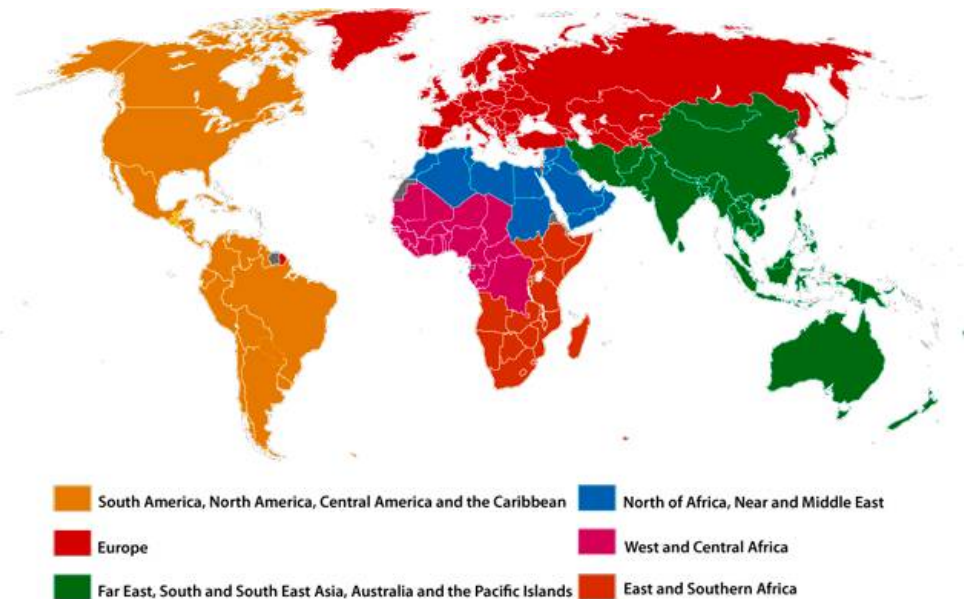 South America, North America, Central America and the Caribbean
North of Africa, Near and Middle East
Europe
West and Central Africa
Far East, South and South East Asia, Australia and the Pacific Islands
East and Southern Africa